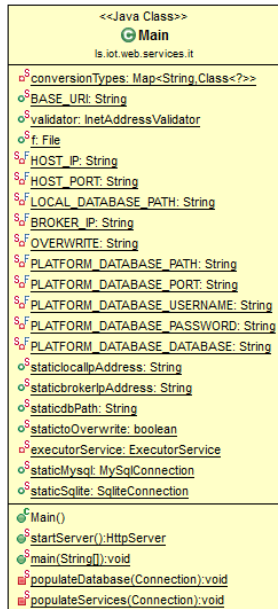 <<Java Class>>
Main
ls.iot.web.services.it
conversionTypes: Map<String,Class<?>>
BASE_URI: String
validator: InetAddressValidator
f: File
HOST_IP: String
HOST_PORT: String
LOCAL_DATABASE_PATH: String
BROKER_IP: String
OVERWRITE: String
PLATFORM_DATABASE_PATH: String
PLATFORM_DATABASE_PORT: String
PLATFORM_DATABASE_USERNAME: String
PLATFORM_DATABASE_PASSWORD: String
PLATFORM_DATABASE_DATABASE: String
staticlocalIpAddress: String
staticbrokerIpAddress: String
staticdbPath: String
statictoOverwrite: boolean
executorService: ExecutorService
staticMysql: MySqlConnection
staticSqlite: SqliteConnection
Main()
startServer():HttpServer
main(String[]):void
populateDatabase(Connection):void
populateServices(Connection):void